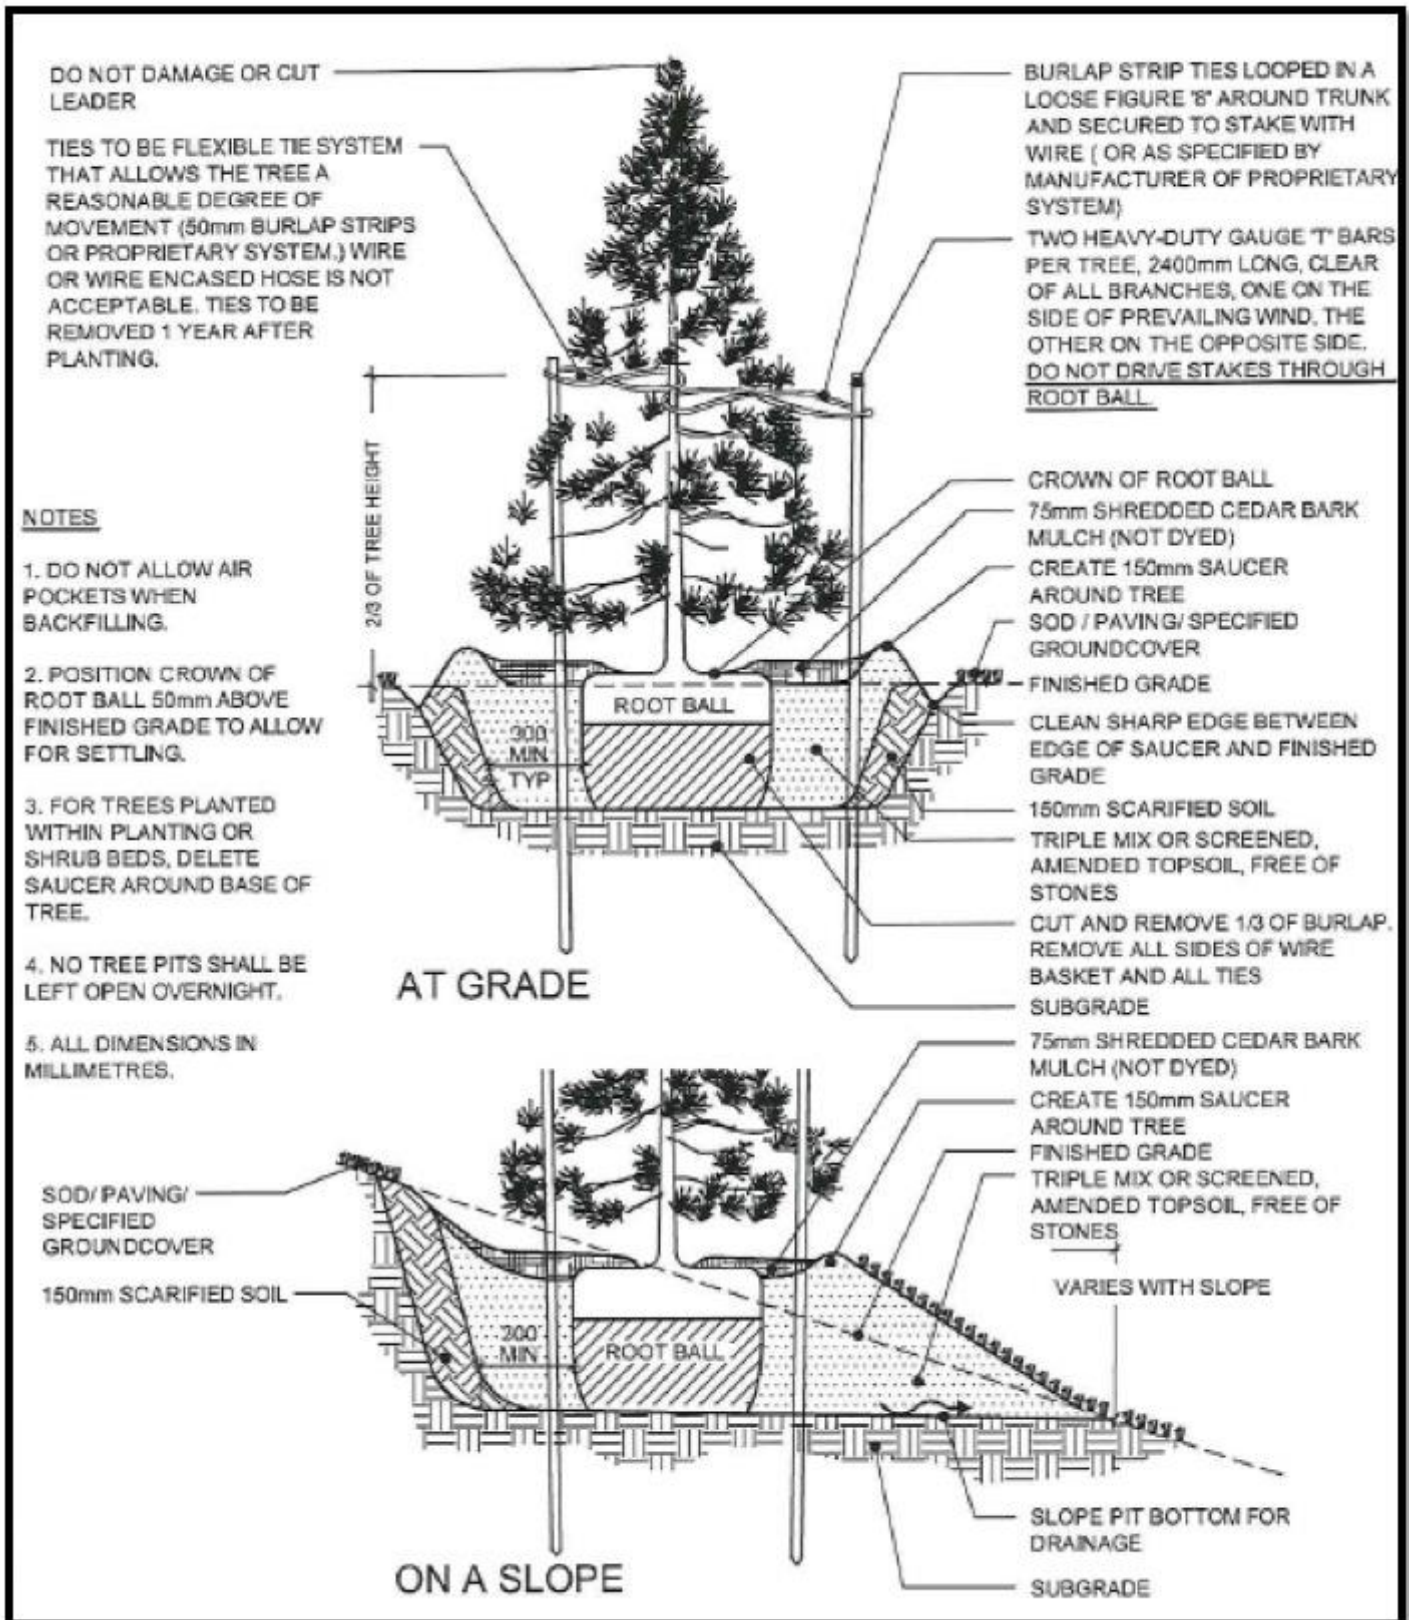 DO NOT DAMAGE OR CUT
LEADER
TIES TO BE FLEXIBLE TIE SYSTEM
THAT ALLOWS THE TREE A
REASONABLE DEGREE OF
MOVEMENT (50mm BURLAP STRIPS
OR PROPRIETARY SYSTEM.) WIRE
OR WIRE ENCASED HOSE IS NOT
ACCEPTABLE. TIES TO BE
REMOVED 1 YEAR AFTER
PLANTING.
2/3 OF TREE HEIGHT
NOTES
1. DO NOT ALLOW AIR
POCKETS WHEN
BACKFILLING.
2. POSITION CROWN OF
ROOT BALL 50mm ABOVE
FINISHED GRADE TO ALLOW
FOR SETTLING.
3. FOR TREES PLANTED
WITHIN PLANTING OR
SHRUB BEDS, DELETE
SAUCER AROUND BASE OF
TREE.
4. NO TREE PITS SHALL BE
LEFT OPEN OVERNIGHT.
5. ALL DIMENSIONS IN
MILLIMETRES.
BURLAP STRIP TIES LOOPED IN A
LOOSE FIGURE "8" AROUND TRUNK
AND SECURED TO STAKE WITH
WIRE ( OR AS SPECIFIED BY
MANUFACTURER OF PROPRIETARY
SYSTEM)
TWO HEAVY-DUTY GAUGE "T" BARS
PER TREE, 2400mm LONG, CLEAR
OF ALL BRANCHES, ONE ON THE
SIDE OF PREVAILING WIND, THE
OTHER ON THE OPPOSITE SIDE.
DO NOT DRIVE STAKES THROUGH
ROOT BALL.
CROWN OF ROOT BALL
75mm SHREDDED CEDAR BARK
MULCH (NOT DYED)
CREATE 150mm SAUCER
AROUND TREE
SOD / PAVING/ SPECIFIED
GROUNDCOVER
FINISHED GRADE
CLEAN SHARP EDGE BETWEEN
EDGE OF SAUCER AND FINISHED
GRADE
150mm SCARIFIED SOIL
TRIPLE MIX OR SCREENED,
AMENDED TOPSOIL, FREE OF
STONES
CUT AND REMOVE 1/3 OF BURLAP.
REMOVE ALL SIDES OF WIRE
BASKET AND ALL TIES
SUBGRADE
ROOT BALL
300
MIN
TYP
AT GRADE
75mm SHREDDED CEDAR BARK
MULCH (NOT DYED)
CREATE 150mm SAUCER
AROUND TREE
FINISHED GRADE
TRIPLE MIX OR SCREENED,
AMENDED TOPSOIL, FREE OF
STONES
VARIES WITH SLOPE
SOD/ PAVING/
SPECIFIED
GROUNDCOVER
150mm SCARIFIED SOIL
300
MIN
ROOT BALL
SLOPE PIT BOTTOM FOR
DRAINAGE
SUBGRADE
ON A SLOPE